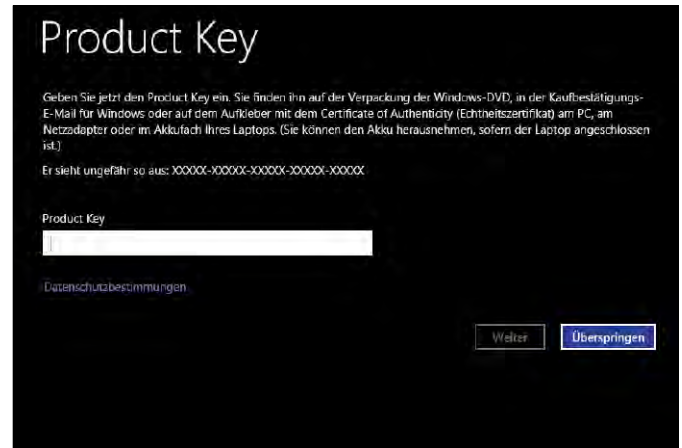 Product Key
Geben Sie jetzt den Product Key ein. Sie finden ihn auf der Verpackung der Windows-DVD, in der Kaufbestätigungs-
E-Mail für Windows oder auf dem Aufkleber mit dem Certificate of Authenticity (Echtheitszertifikat) am PC, am
Netzadapter oder im Akkufach Ihres Laptops. (Sie können den Akku herausnehmen, sofern der Laptop angeschlossen
ist.)
Er sieht ungefähr so aus: XXXXX-XXXXX-XXXXX-XXXXX-XXXXX
Product Key
Datenschutzbestimmungen
Weiter Überspringen